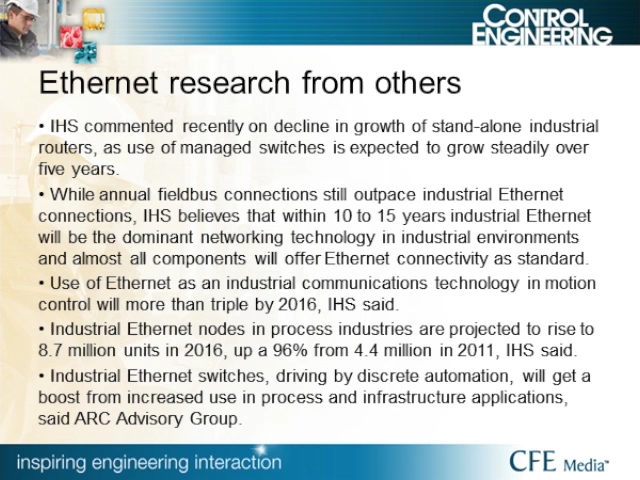 CONTROL
ENGINEERING
Ethernet research from others
• IHS commented recently on decline in growth of stand-alone industrial
routers, as use of managed switches is expected to grow steadily over
five years.
• While annual fieldbus connections still outpace industrial Ethernet
connections, IHS believes that within 10 to 15 years industrial Ethernet
will be the dominant networking technology in industrial environments
and almost all components will offer Ethernet connectivity as standard.
• Use of Ethernet as an industrial communications technology in motion
control will more than triple by 2016, IHS said.
• Industrial Ethernet nodes in process industries are projected to rise to
8.7 million units in 2016, up a 96% from 4.4 million in 2011, IHS said.
• Industrial Ethernet switches, driving by discrete automation, will get a
boost from increased use in process and infrastructure applications,
said ARC Advisory Group.
inspiring engineering interaction
CFE Media™